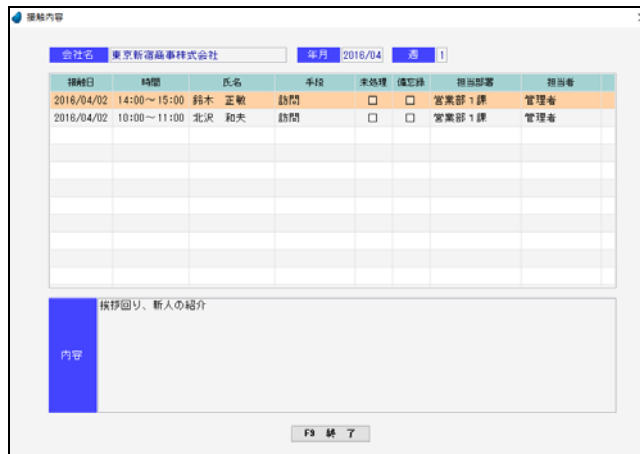 接触内容
会社名 東京新宿商事株式会社 年月 2016/04 週 1
接触日 時間 氏名 手段 未処理 備忘録 担当部署 担当者
2016/04/02 14:00～15:00 鈴木 正敏 訪問 営業部1課 管理者
2016/04/02 10:00～11:00 北沢 和夫 訪問 営業部1課 管理者
挨拶回り、新人の紹介
内容
F9 終 了